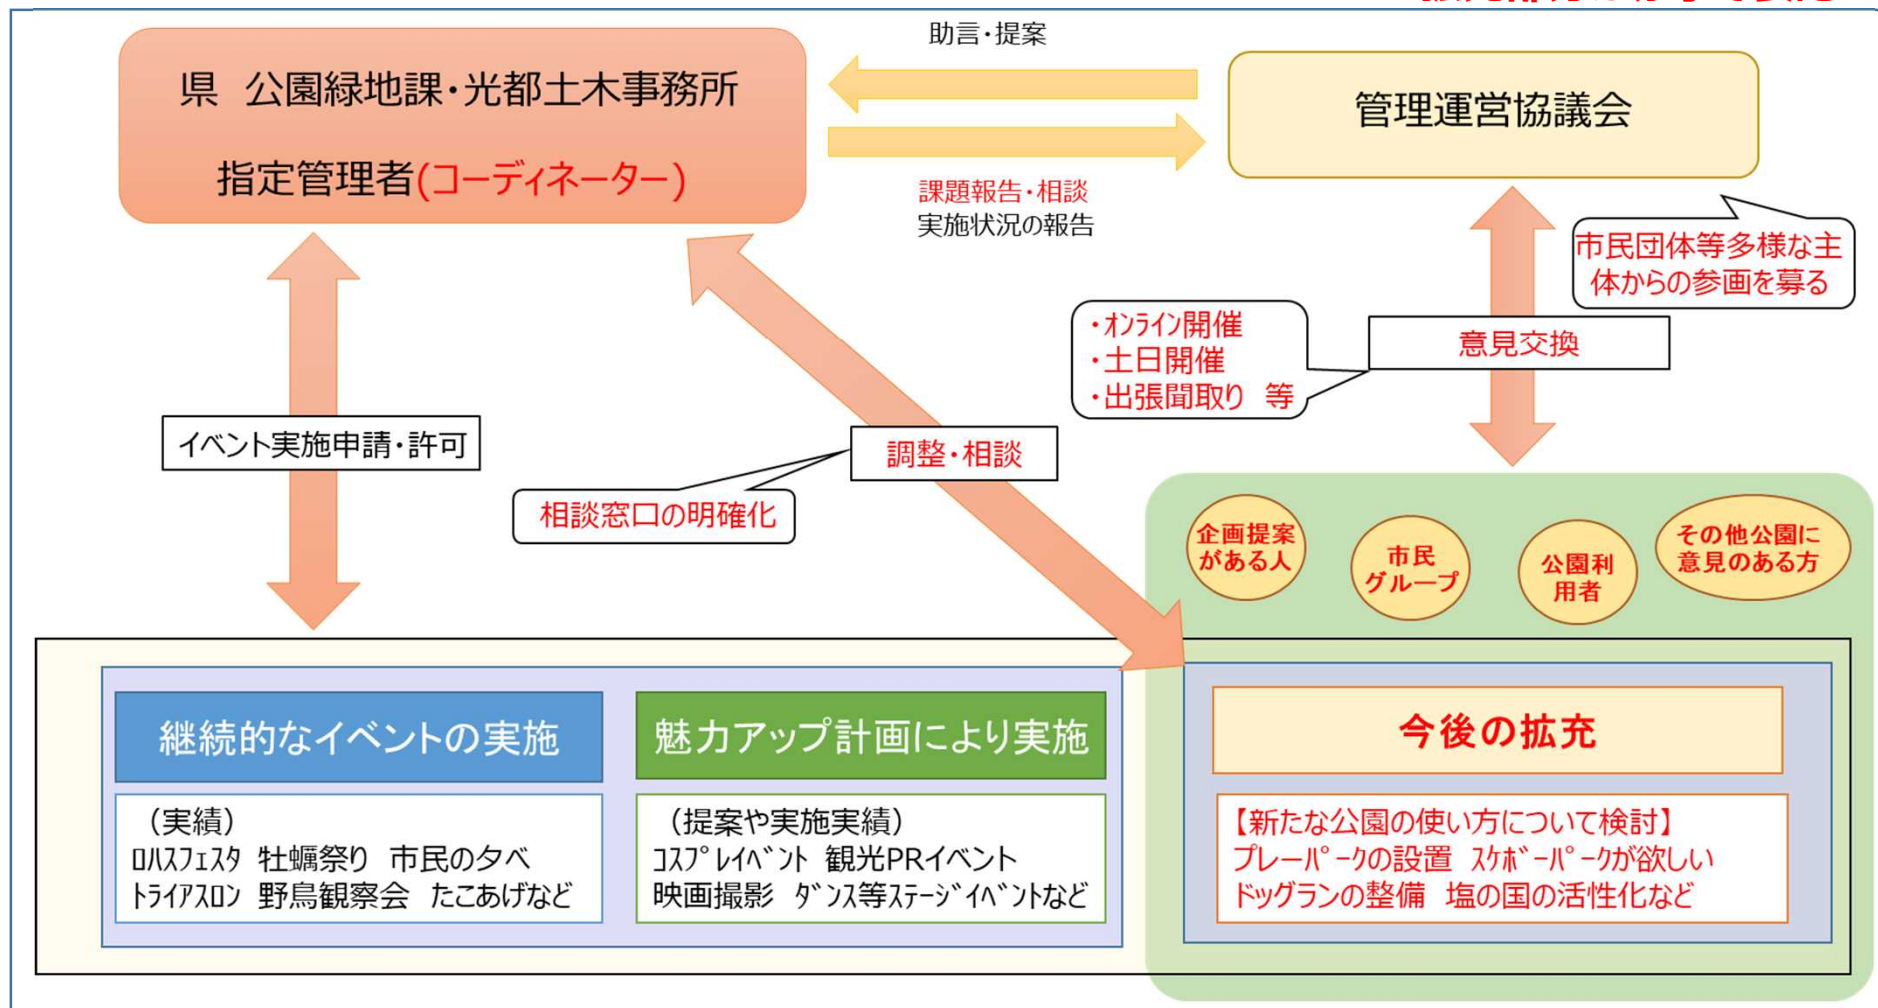 助言・提案
県 公園緑地課・光都土木事務所
指定管理者(コーディネーター)
管理運営協議会
課題報告・相談
実施状況の報告
市民団体等多様な主
体からの参画を募る
・ｵﾝﾗｲﾝ開催
・土日開催
・出張聞取り 等
意見交換
イベント実施申請・許可
調整・相談
相談窓口の明確化
企画提案
がある人
市民
グループ
公園利
用者
その他公園に
意見のある方
継続的なイベントの実施
（実績）
ﾛﾊｽﾌｪｽﾀ 牡蠣祭り 市民の夕べ
ﾄﾗｲｱｽﾛﾝ 野鳥観察会 たこあげなど
魅力アップ計画により実施
（提案や実施実績）
ｺｽﾌﾟﾚｲﾍﾞﾝﾄ 観光PRイベント
映画撮影 ﾀﾞﾝｽ等ｽﾃｰｼﾞｲﾍﾞﾝﾄなど
今後の拡充
【新たな公園の使い方について検討】
プレーﾊﾟｰｸの設置 ｽｹﾎﾞｰﾊﾟｰｸが欲しい
ドッグランの整備 塩の国の活性化など